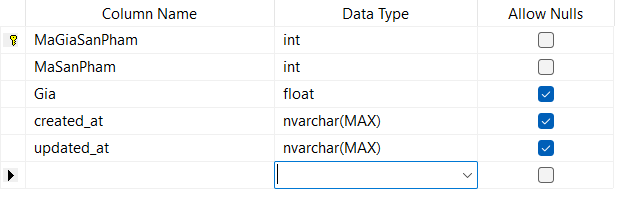 Column Name Data Type Allow Nulls
MaGiaSanPham int
MaSanPham int
Gia float
created_at nvarchar(MAX)
updated_at nvarchar(MAX)